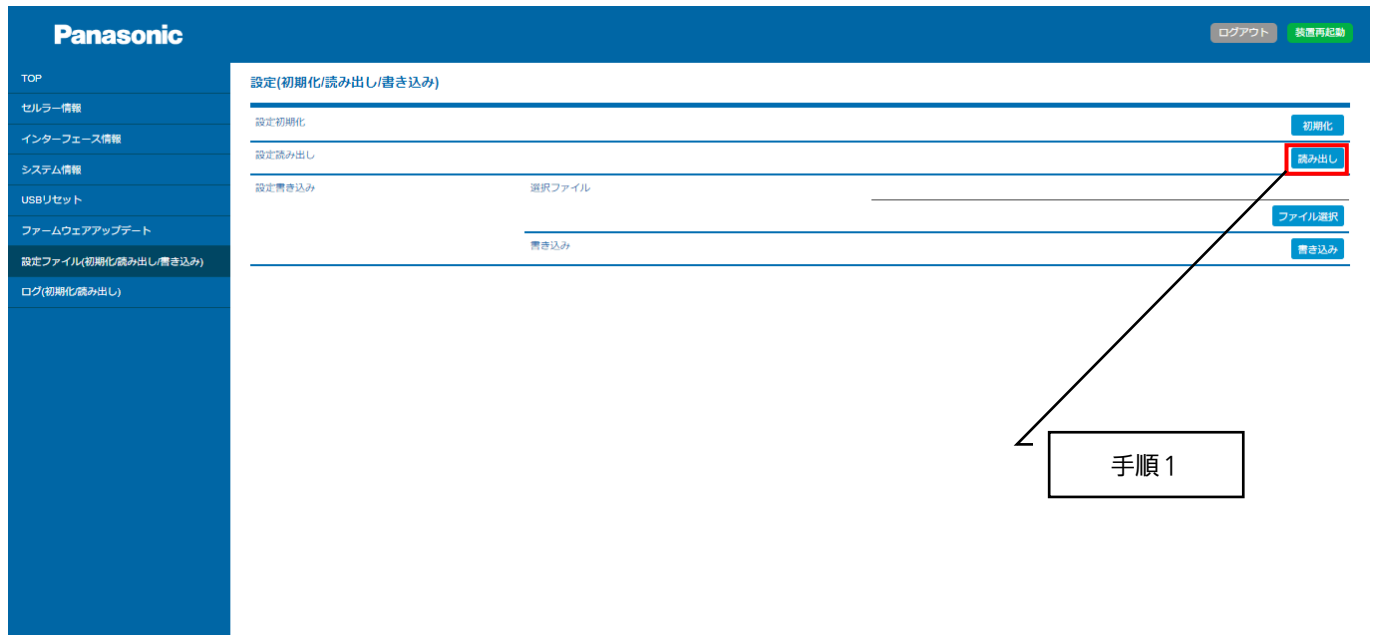 Panasonic
ログアウト
装置再起動
TOP
セルラー情報
インターフェース情報
システム情報
USBリセット
ファームウェアアップデート
設定ファイル(初期化/読み出し/書き込み)
ログ(初期化/読み出し)
設定(初期化/読み出し/書き込み)
設定初期化
初期化
設定読み出し
読み出し
設定書き込み
選択ファイル
ファイル選択
書き込み
書き込み
手順1